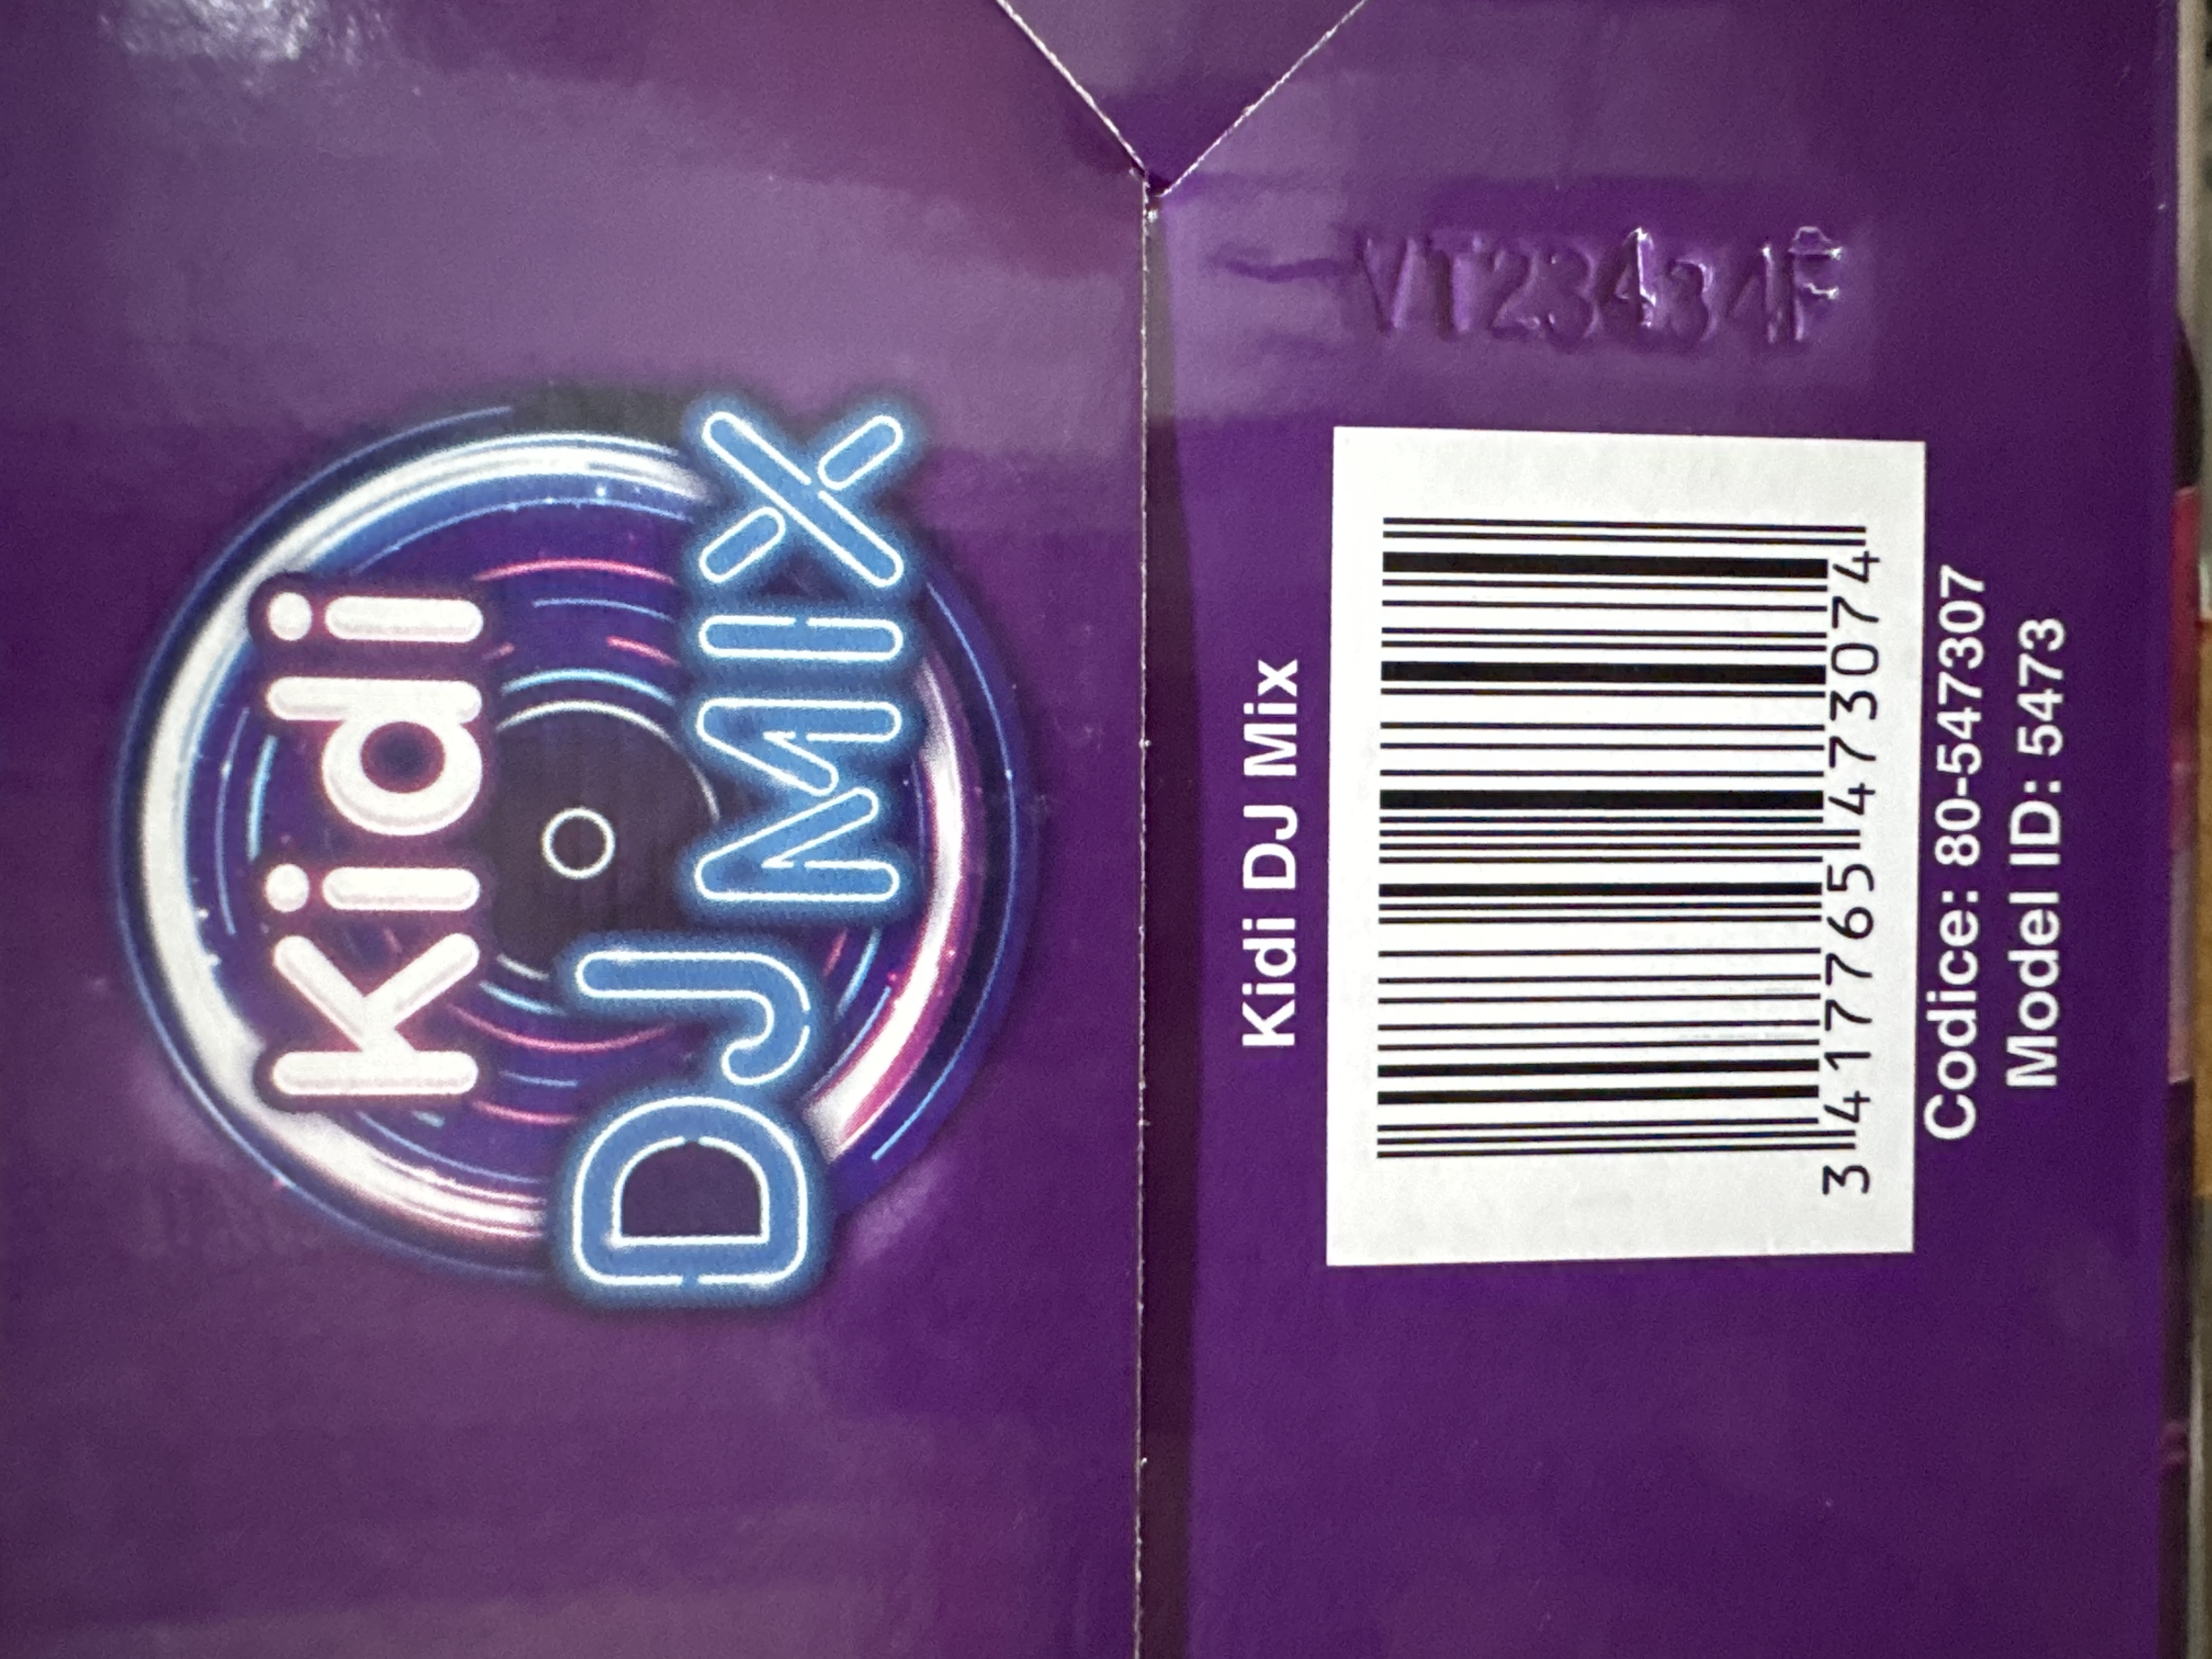 Kidi
DJ MIX
Kidi DJ Mix
3 417765 473074
Codice: 80-547307
Model ID: 5473
VT23434F